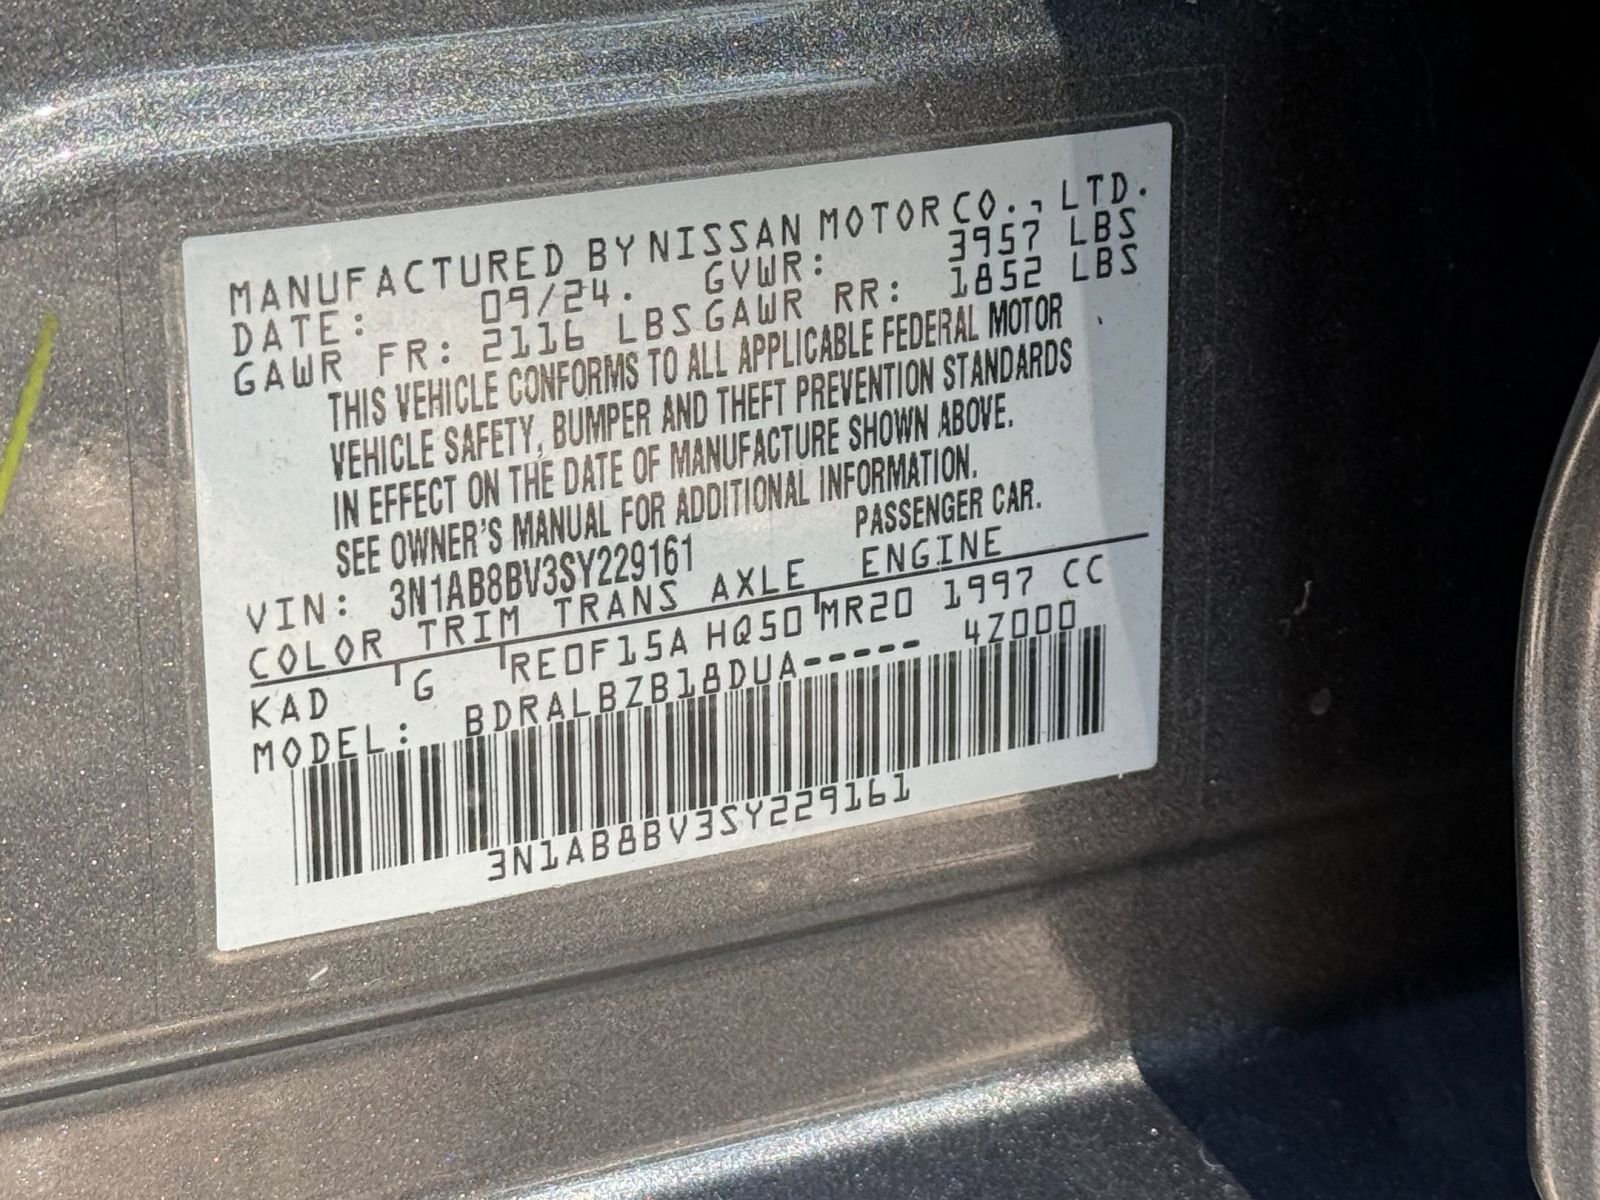 MANUFACTURED BY NISSAN MOTOR CO., LTD.
DATE: 09/24. GVWR: 3957 LBS
GAWR FR: 2116 LBS GAWR RR: 1852 LBS
THIS VEHICLE CONFORMS TO ALL APPLICABLE FEDERAL MOTOR
VEHICLE SAFETY, BUMPER AND THEFT PREVENTION STANDARDS
IN EFFECT ON THE DATE OF MANUFACTURE SHOWN ABOVE.
SEE OWNER'S MANUAL FOR ADDITIONAL INFORMATION.
VIN: 3N1AB8BV3SY229161 PASSENGER CAR.
COLOR TRIM TRANS AXLE ENGINE
KAD G RE0F15A HQ50 MR20 1997 CC
MODEL: BDRALBZB18DUA----- 4Z000
3N1AB8BV3SY229161